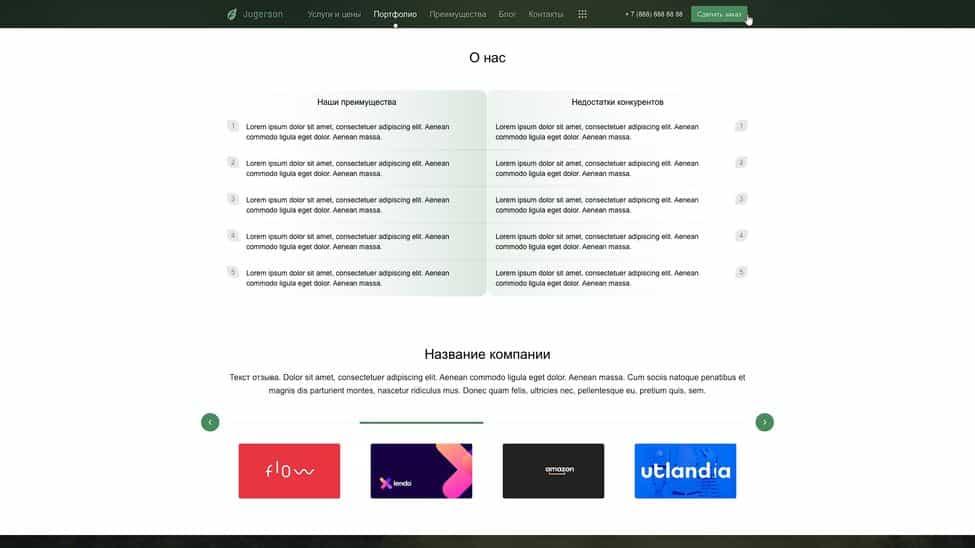 Jogerson Услуги и цены Портфолио Преимущества Блог Контакты + 7 (888) 888 88 88 Сделать заказ
О нас
Наши преимущества Недостатки конкурентов
1 Lorem ipsum dolor sit amet, consectetuer adipiscing elit. Aenean Lorem ipsum dolor sit amet, consectetuer adipiscing elit. Aenean 1
commodo ligula eget dolor. Aenean massa. commodo ligula eget dolor. Aenean massa.
2 Lorem ipsum dolor sit amet, consectetuer adipiscing elit. Aenean Lorem ipsum dolor sit amet, consectetuer adipiscing elit. Aenean 2
commodo ligula eget dolor. Aenean massa. commodo ligula eget dolor. Aenean massa.
3 Lorem ipsum dolor sit amet, consectetuer adipiscing elit. Aenean Lorem ipsum dolor sit amet, consectetuer adipiscing elit. Aenean 3
commodo ligula eget dolor. Aenean massa. commodo ligula eget dolor. Aenean massa.
4 Lorem ipsum dolor sit amet, consectetuer adipiscing elit. Aenean Lorem ipsum dolor sit amet, consectetuer adipiscing elit. Aenean 4
commodo ligula eget dolor. Aenean massa. commodo ligula eget dolor. Aenean massa.
5 Lorem ipsum dolor sit amet, consectetuer adipiscing elit. Aenean Lorem ipsum dolor sit amet, consectetuer adipiscing elit. Aenean 5
commodo ligula eget dolor. Aenean massa. commodo ligula eget dolor. Aenean massa.
Название компании
Текст отзыва. Dolor sit amet, consectetuer adipiscing elit. Aenean commodo ligula eget dolor. Aenean massa. Cum sociis natoque penatibus et
magnis dis parturient montes, nascetur ridiculus mus. Donec quam felis, ultricies nec, pellentesque eu, pretium quis, sem.
flow lendo amazon utlandia